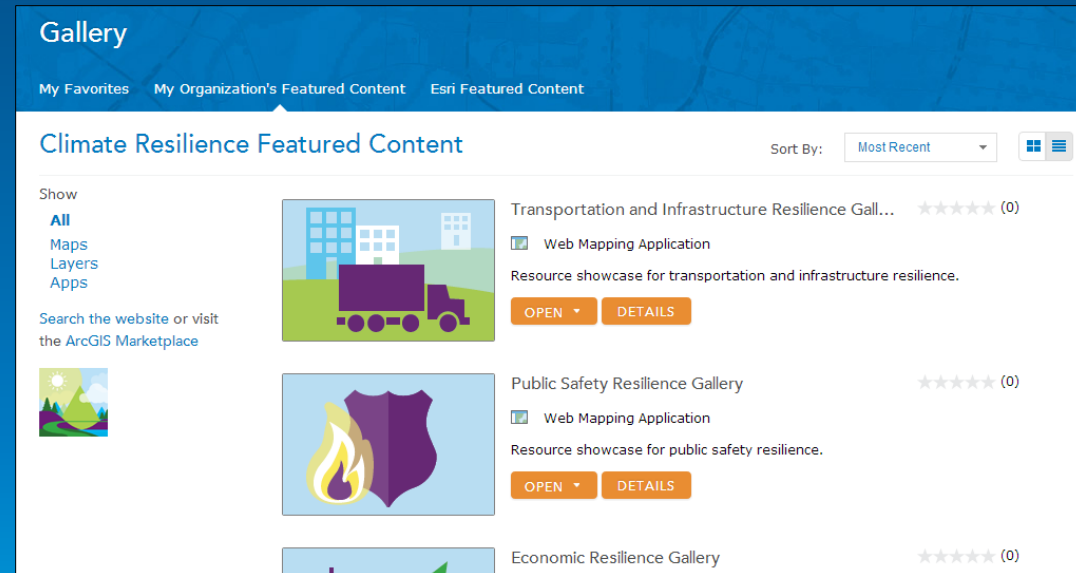 Gallery
My Favorites My Organization's Featured Content Esri Featured Content
Climate Resilience Featured Content
Sort By: Most Recent
Show
All
Maps
Layers
Apps
Search the website or visit
the ArcGIS Marketplace
Transportation and Infrastructure Resilience Gall... (0)
Web Mapping Application
Resource showcase for transportation and infrastructure resilience.
OPEN DETAILS
Public Safety Resilience Gallery (0)
Web Mapping Application
Resource showcase for public safety resilience.
OPEN DETAILS
Economic Resilience Gallery (0)